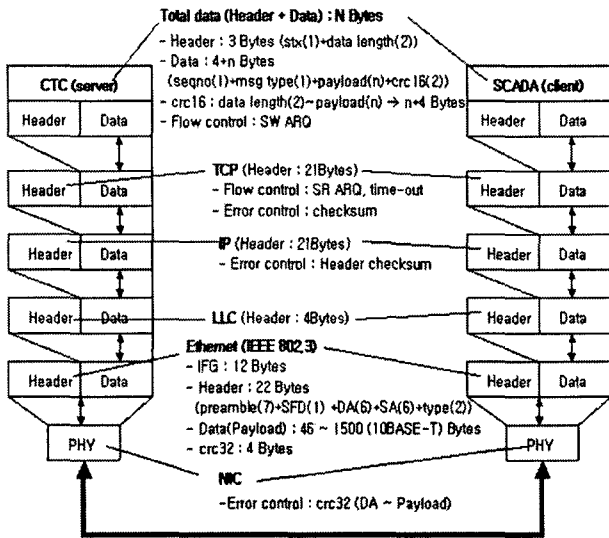 Total data (Header + Data) : N Bytes
- Header : 3 Bytes (stx(1)+data length(2))
- Data : 4+n Bytes
(seqno(1)+msg type(1)+payload(n)+crc16(2))
- crc16 : data length(2)~payload(n) → n+4 Bytes
- Flow control : SW ARQ
CTC (server)
SCADA (client)
Header Data
Header Data
TCP (Header : 21Bytes)
- Flow control : SR ARQ, time-out
- Error control : checksum
Header Data
Header Data
IP (Header : 21Bytes)
- Error control : Header checksum
Header Data
Header Data
LLC (Header : 4Bytes)
Header Data
Header Data
Ethernet (IEEE 802.3)
- IFG : 12 Bytes
- Header : 22 Bytes
(preamble(7)+SFD(1) +DA(6)+SA(6)+type(2))
- Data(Payload) : 46 ~ 1500 (10BASE-T) Bytes
- crc32 : 4 Bytes
Header Data
Header Data
PHY
PHY
NIC
-Error control : crc32 (DA ~ Payload)